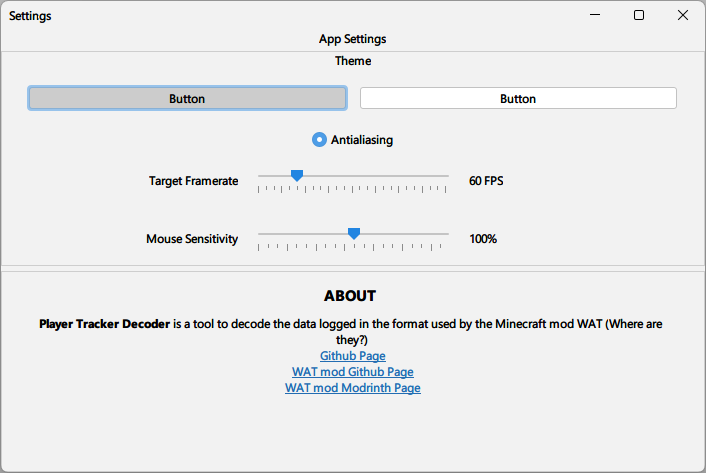 Settings
App Settings
Theme
Button Button
Antialiasing
Target Framerate 60 FPS
Mouse Sensitivity 100%
ABOUT
Player Tracker Decoder is a tool to decode the data logged in the format used by the Minecraft mod WAT (Where are
they?)
Github Page
WAT mod Github Page
WAT mod Modrinth Page